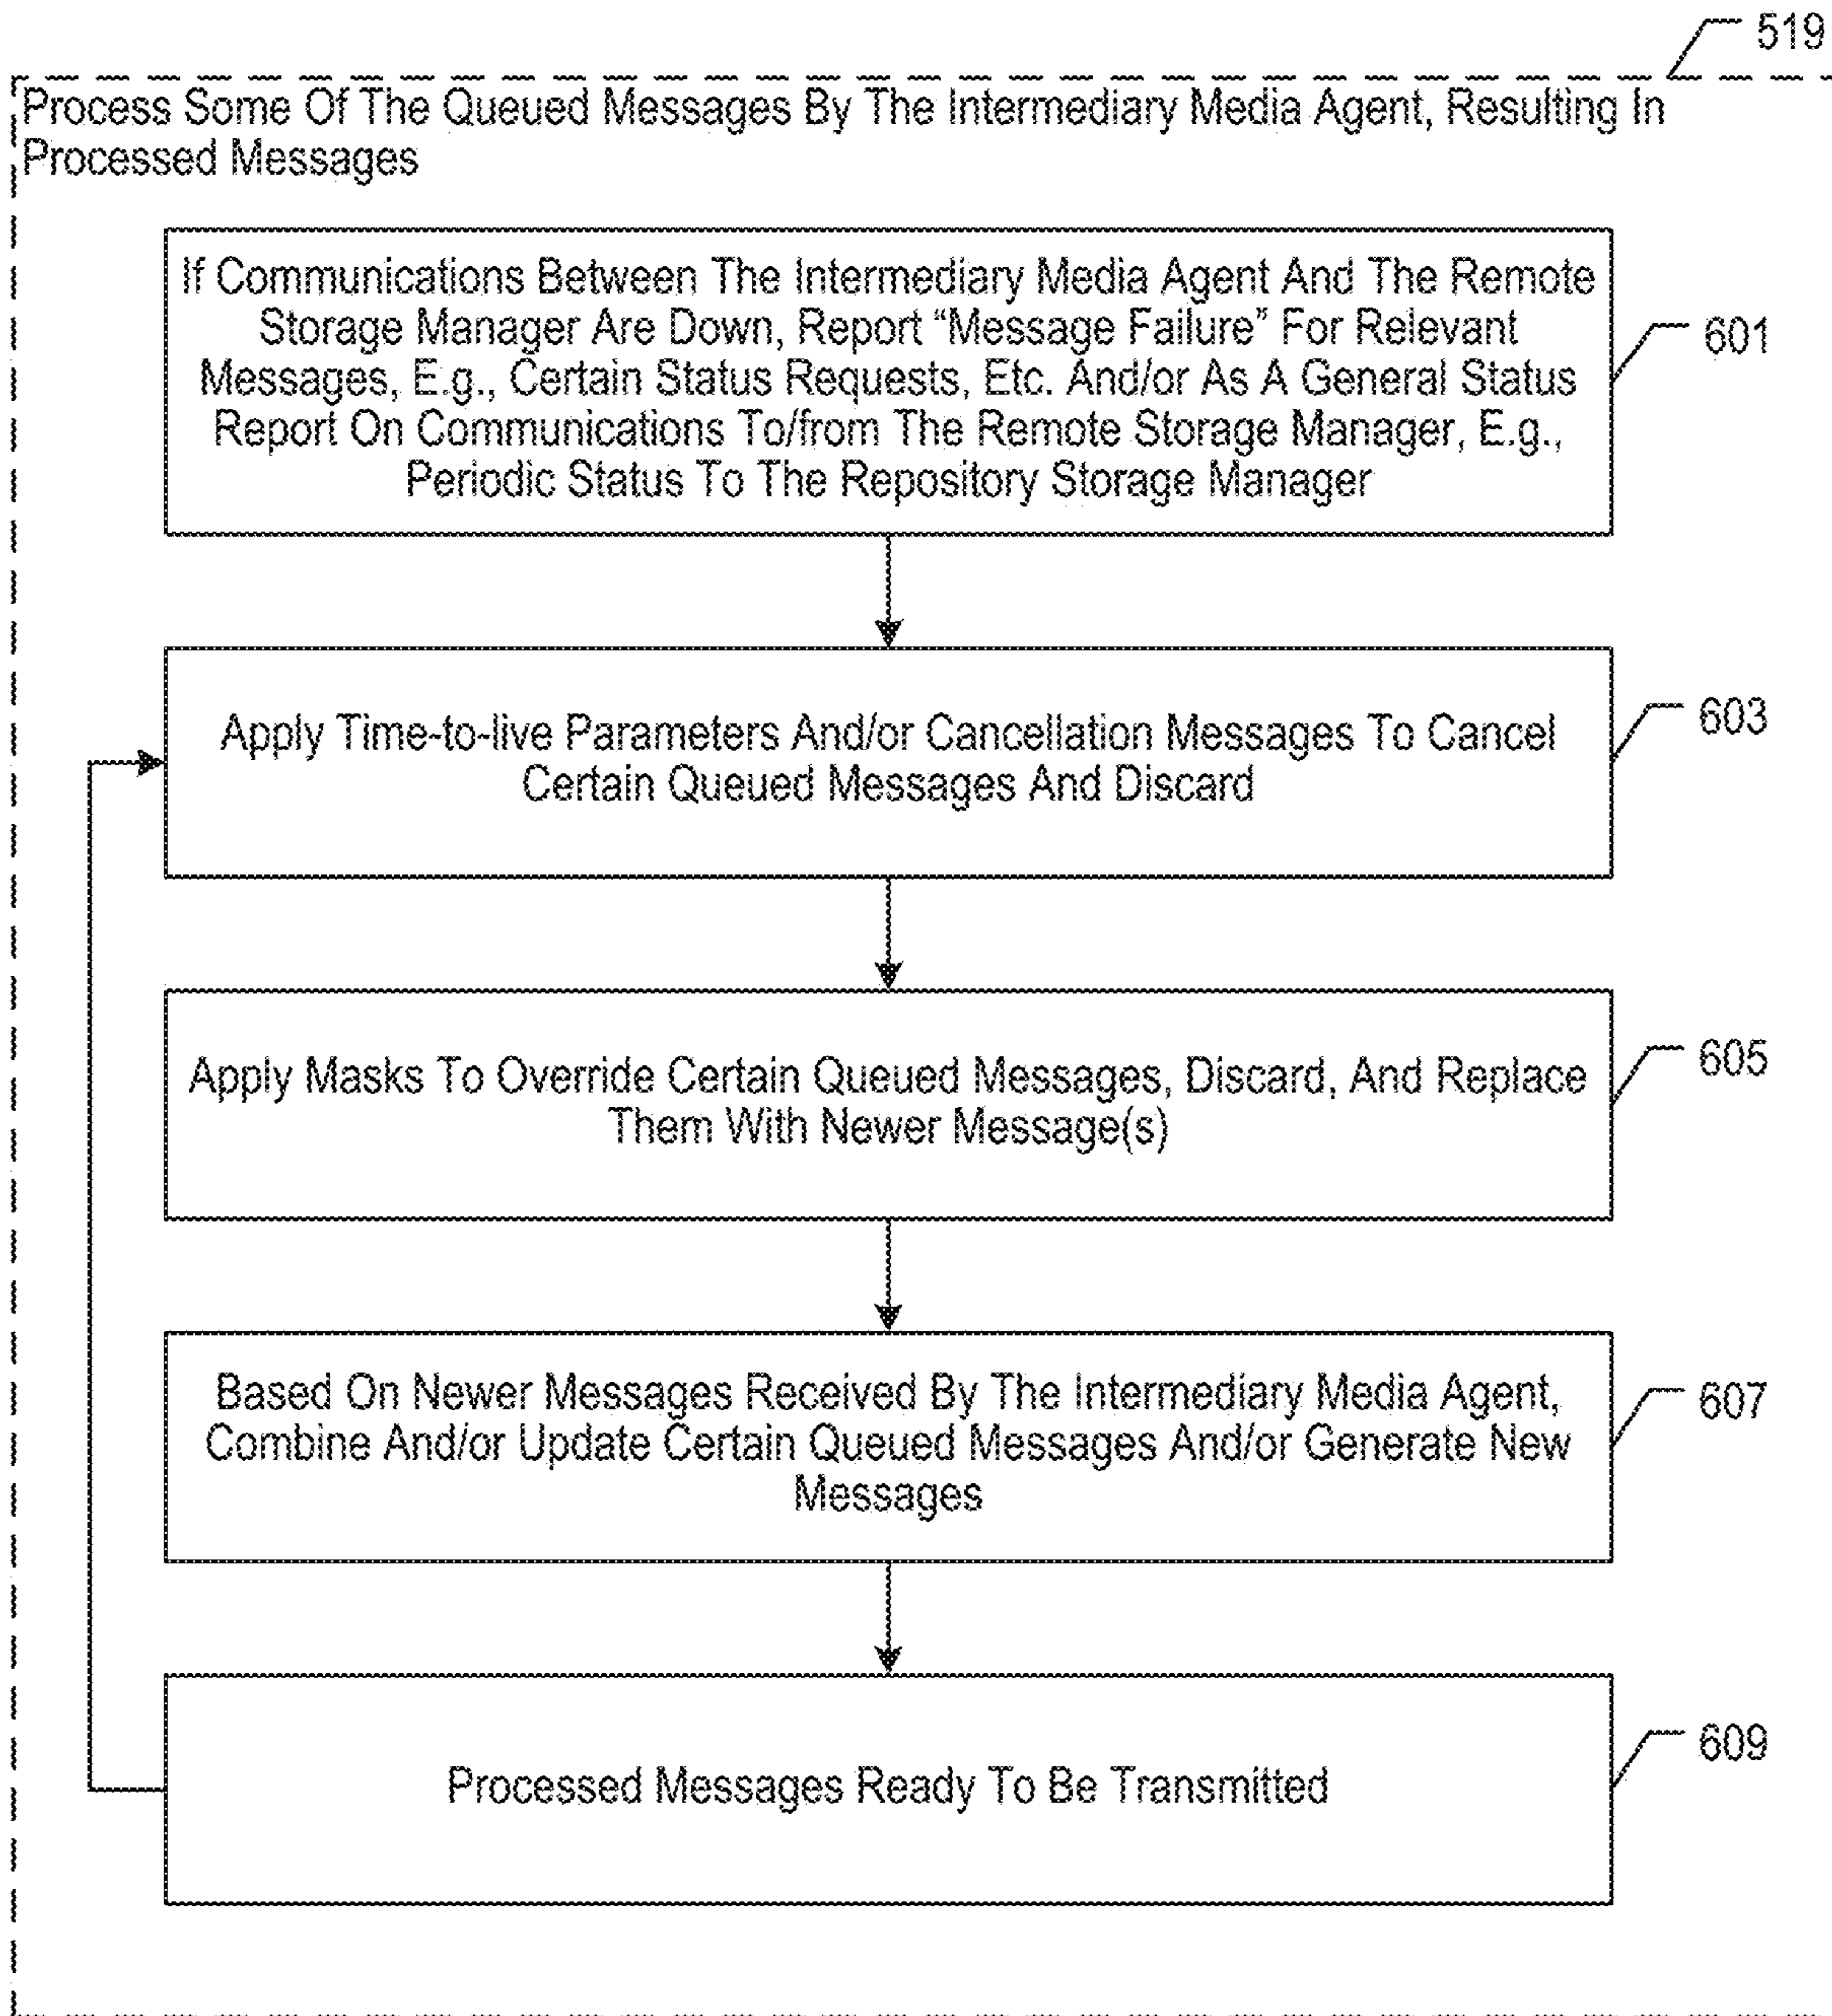 519
Process Some Of The Queued Messages By The Intermediary Media Agent, Resulting In
Processed Messages
If Communications Between The Intermediary Media Agent And The Remote
Storage Manager Are Down, Report “Message Failure” For Relevant
Messages, E.g., Certain Status Requests, Etc. And/or As A General Status
Report On Communications To/from The Remote Storage Manager, E.g.,
Periodic Status To The Repository Storage Manager
601
Apply Time-to-live Parameters And/or Cancellation Messages To Cancel
Certain Queued Messages And Discard
603
Apply Masks To Override Certain Queued Messages, Discard, And Replace
Them With Newer Message(s)
605
Based On Newer Messages Received By The Intermediary Media Agent,
Combine And/or Update Certain Queued Messages And/or Generate New
Messages
607
Processed Messages Ready To Be Transmitted
609